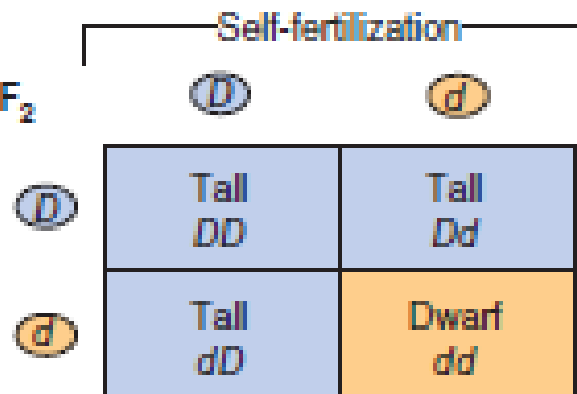 Self-fertilization
F2 D d
D Tall Tall
DD Dd
d Tall Dwarf
dD dd